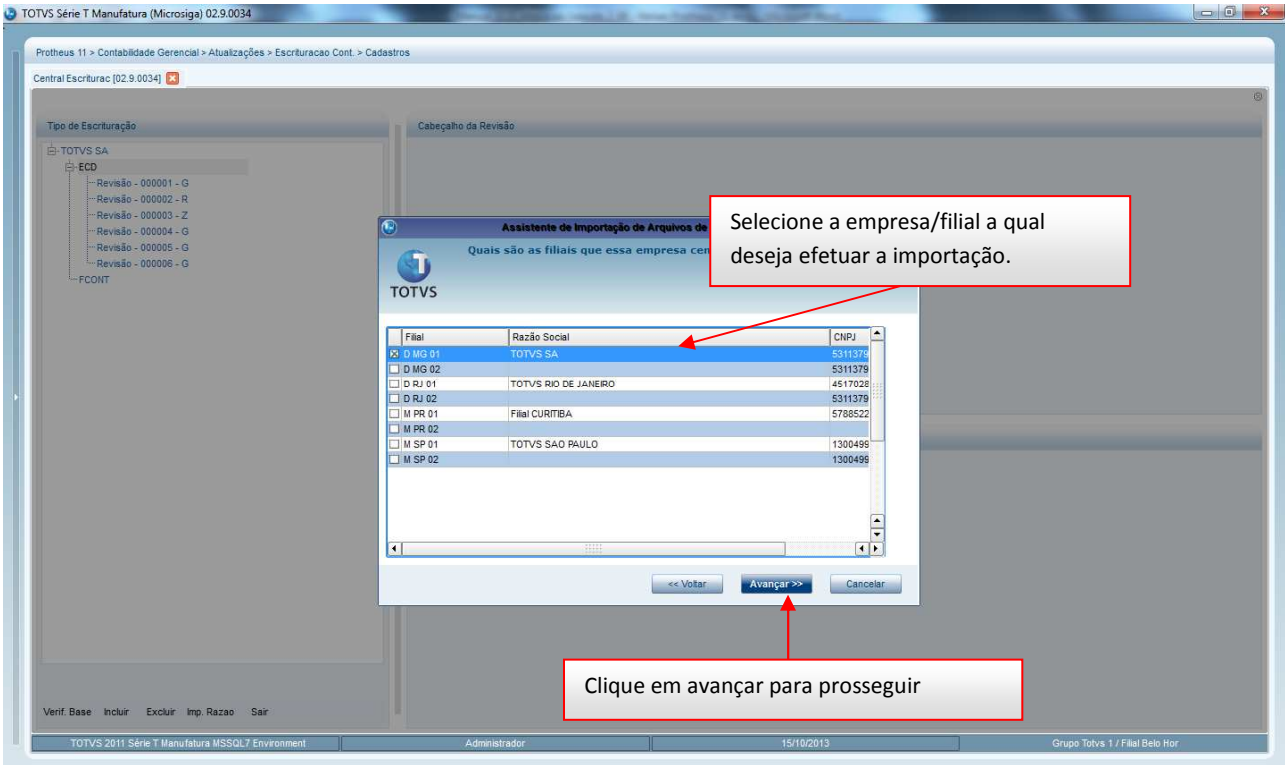 TOTVS Série T Manufatura (Microsiga) 02.9.0034
Protheus 11 > Contabilidade Gerencial > Atualizações > Escrituracao Cont. > Cadastros
Central Escriturac [02.9.0034]
Tipo de Escrituração
Cabeçalho da Revisão
TOTVS SA
ECD
Revisão - 000001 - G
Revisão - 000002 - R
Revisão - 000003 - Z
Revisão - 000004 - G
Revisão - 000005 - G
Revisão - 000006 - G
FCONT
Assistente de Importação de Arquivos de
Quais são as filiais que essa empresa cen
TOTVS
Selecione a empresa/filial a qual
deseja efetuar a importação.
Filial Razão Social CNPJ
D MG 01 TOTVS SA 5311379
D MG 02 5311379
D RJ 01 TOTVS RIO DE JANEIRO 4517028
D RJ 02 5311379
M PR 01 Filial CURITIBA 5788522
M PR 02
M SP 01 TOTVS SAO PAULO 1300499
M SP 02 1300499
<< Voltar Avançar >> Cancelar
Clique em avançar para prosseguir
Verif. Base Incluir Excluir Imp. Razao Sair
TOTVS 2011 Série T Manufatura MSSQL7 Environment Administrador 15/10/2013 Grupo Totvs 1 / Filial Belo Hor